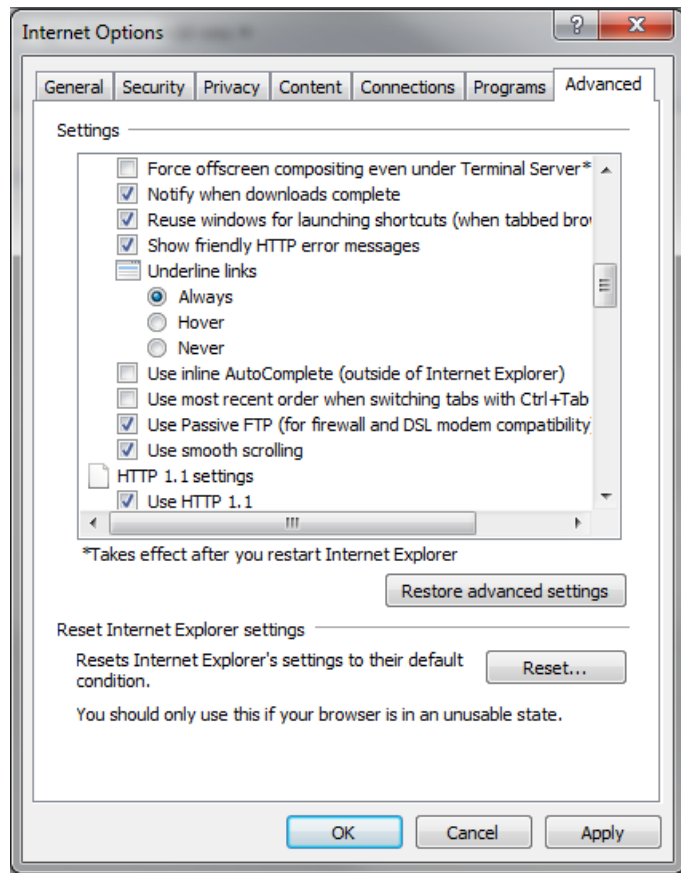 Internet Options
General Security Privacy Content Connections Programs Advanced
Settings
Force offscreen compositing even under Terminal Server*
Notify when downloads complete
Reuse windows for launching shortcuts (when tabbed
Show friendly HTTP error messages
Underline links
Always
Hover
Never
Use inline AutoComplete (outside of Internet Explorer)
Use most recent order when switching tabs with Ctrl+Tab
Use Passive FTP (for firewall and DSL modem compatibility)
Use smooth scrolling
HTTP 1.1 settings
Use HTTP 1.1
*Takes effect after you restart Internet Explorer
Restore advanced settings
Reset Internet Explorer settings
Resets Internet Explorer's settings to their default
condition.
Reset...
You should only use this if your browser is in an unusable state.
OK Cancel Apply